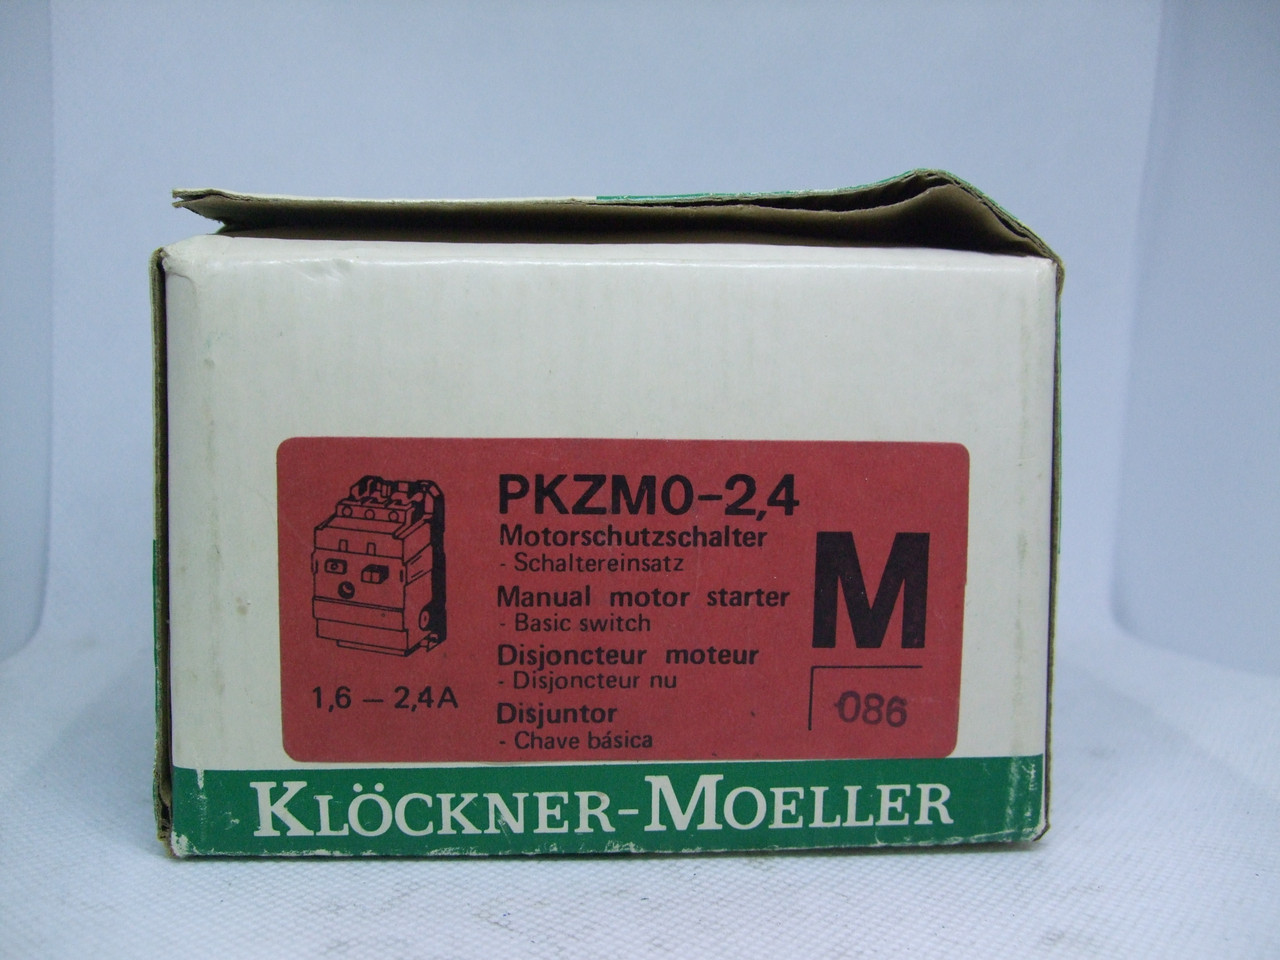 PKZM0-2,4
Motorschutzschalter
- Schaltereinsatz
Manual motor starter
- Basic switch
Disjoncteur moteur
- Disjoncteur nu
Disjuntor
- Chave básica
1,6 – 2,4A
M
086
KLÖCKNER-MOELLER